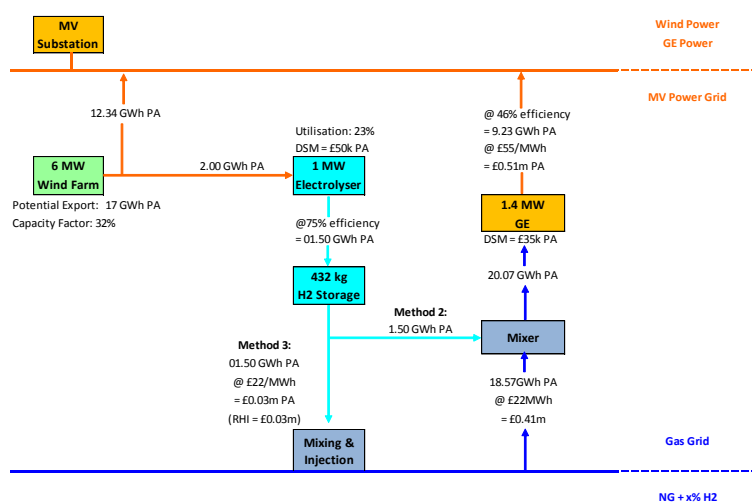 MV
Substation
Wind Power
GE Power
MV Power Grid
12.34 GWh PA
@ 46% efficiency
= 9.23 GWh PA
@ £55/MWh
= £0.51m PA
Utilisation: 23%
DSM = £50k PA
6 MW
Wind Farm
2.00 GWh PA
1 MW
Electrolyser
Potential Export: 17 GWh PA
Capacity Factor: 32%
1.4 MW
GE
DSM = £35k PA
@75% efficiency
= 01.50 GWh PA
20.07 GWh PA
432 kg
H2 Storage
Method 2:
1.50 GWh PA
Mixer
Method 3:
01.50 GWh PA
@ £22/MWh
= £0.03m PA
(RHI = £0.03m)
18.57GWh PA
@ £22MWh
= £0.41m
Mixing &
Injection
Gas Grid
NG + x% H2